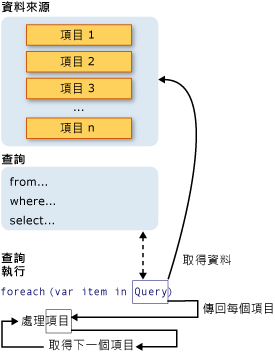 資料來源
項目 1
項目 2
項目 3
...
項目 n
查詢
from...
where...
select...
取得資料
查詢
執行
foreach (var item in Query)
傳回每個項目
處理項目
取得下一個項目